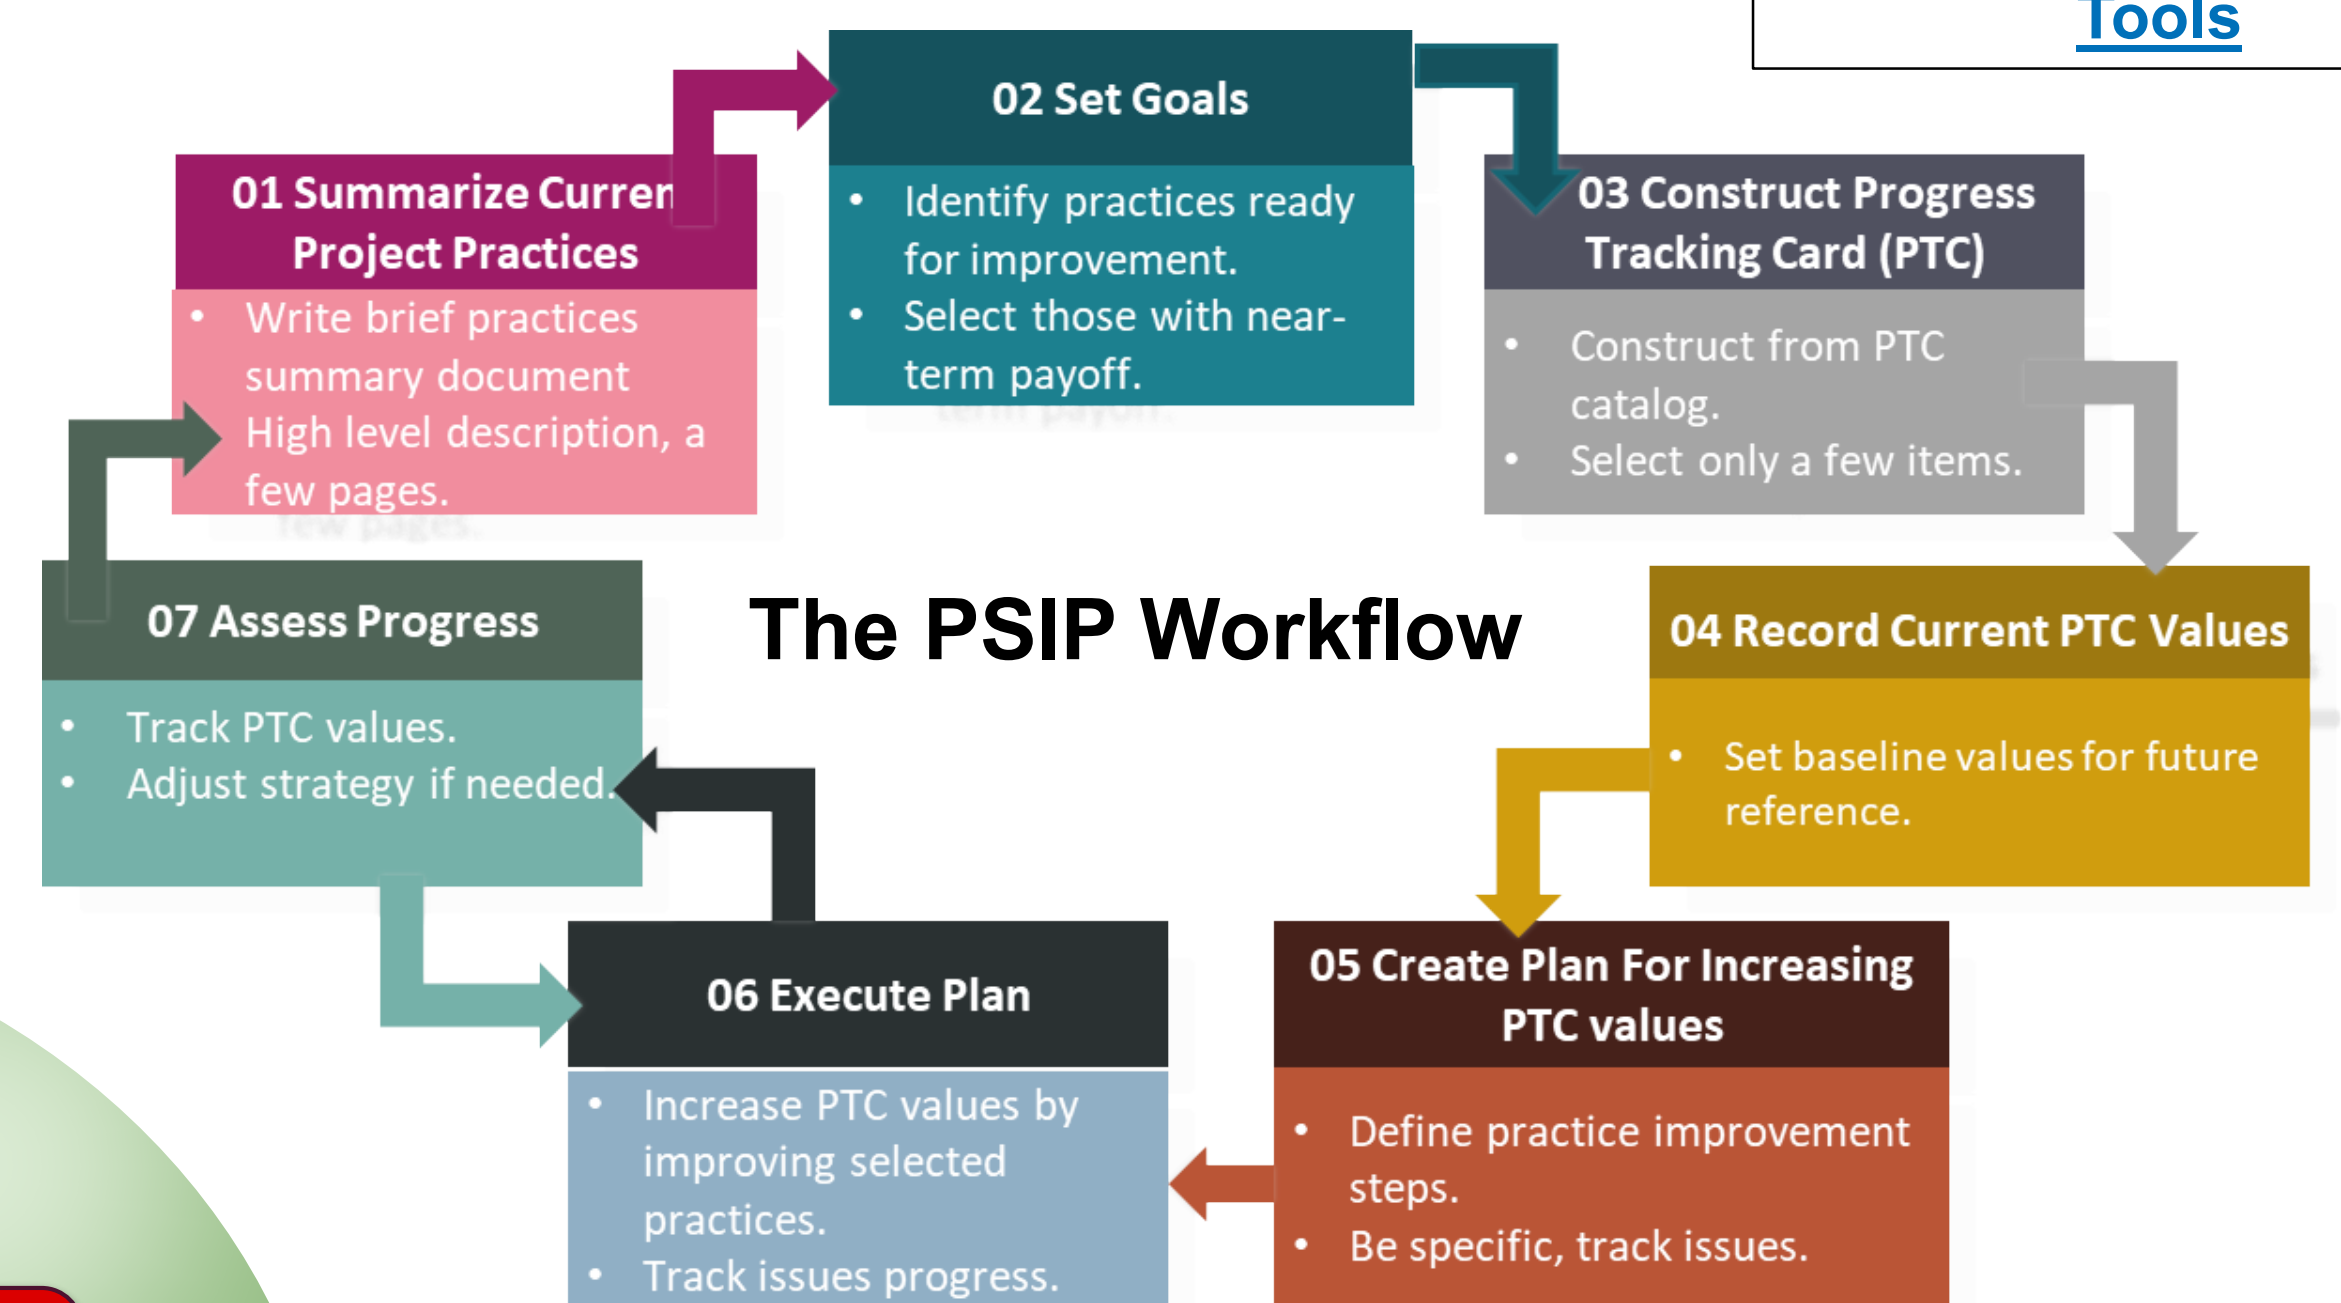 Tools
01 Summarize Curren
Project Practices
• Write brief practices
summary document
High level description, a
few pages.
02 Set Goals
• Identify practices ready
for improvement.
• Select those with near-
term payoff.
03 Construct Progress
Tracking Card (PTC)
• Construct from PTC
catalog.
• Select only a few items.
The PSIP Workflow
04 Record Current PTC Values
• Set baseline values for future
reference.
05 Create Plan For Increasing
PTC values
• Define practice improvement
steps.
• Be specific, track issues.
06 Execute Plan
• Increase PTC values by
improving selected
practices.
• Track issues progress.
07 Assess Progress
• Track PTC values.
• Adjust strategy if needed.